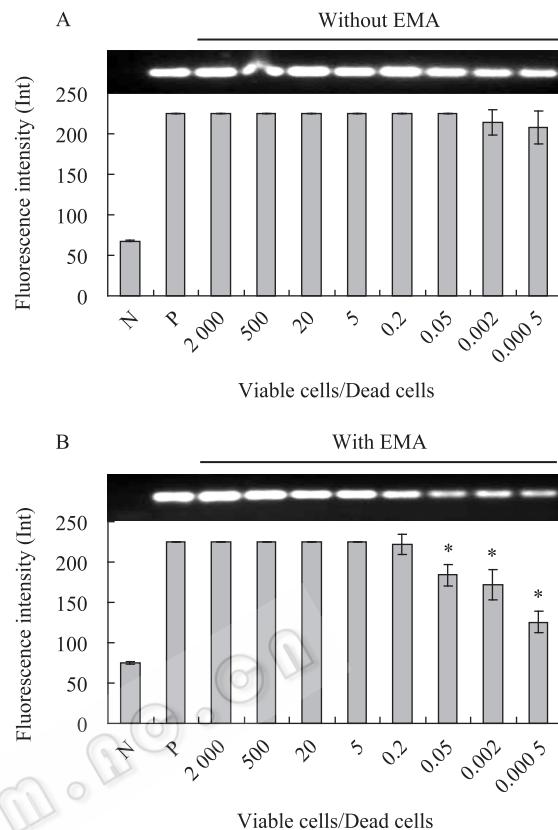 A
Without EMA
Fluorescence intensity (Int)
250
200
150
100
50
0
N P 2 000 500 20 5 0.2 0.05 0.002 0.000 5
Viable cells/Dead cells
B
With EMA
Fluorescence intensity (Int)
250
200
150
100
50
0
* * *
N P 2 000 500 20 5 0.2 0.05 0.002 0.000 5
Viable cells/Dead cells
m.ac.cn